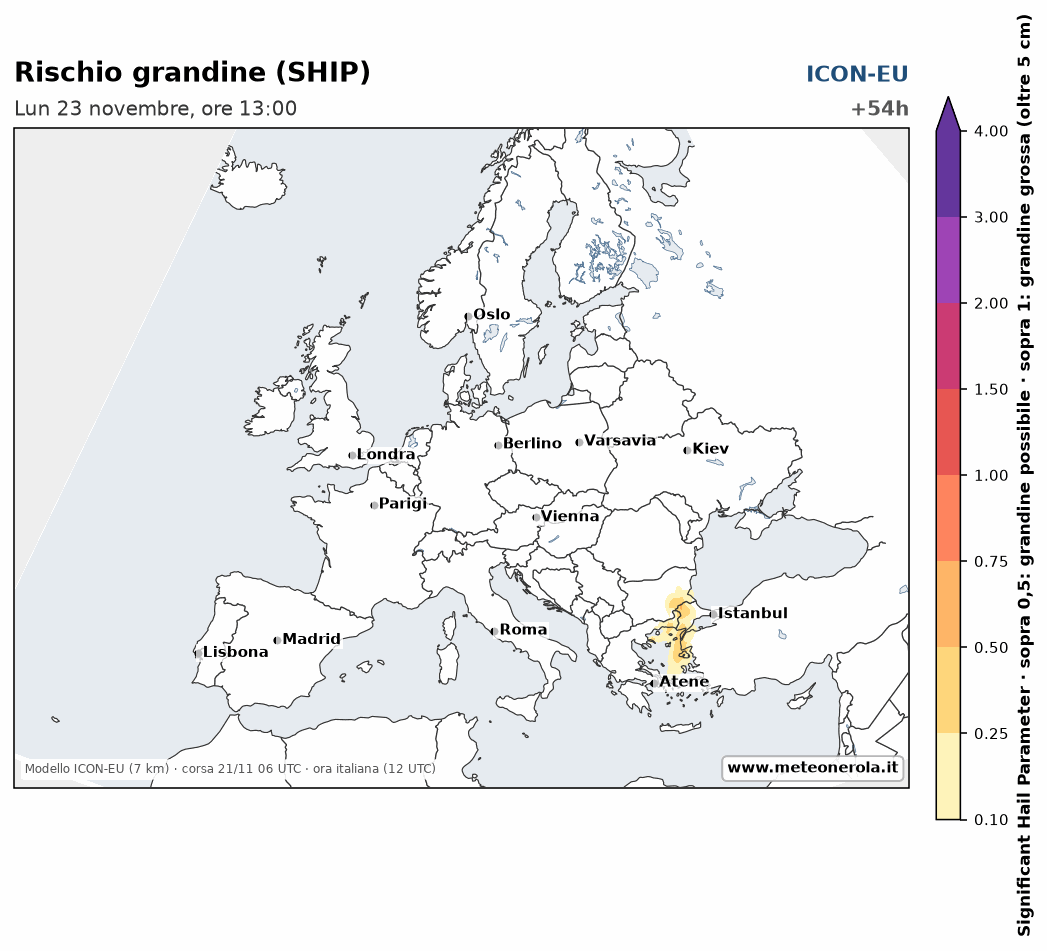 Rischio grandine (SHIP)
ICON-EU
Lun 23 novembre, ore 13:00
+54h
Oslo
Londra
Berlino
Varsavia
Kiev
Parigi
Vienna
Istanbul
Roma
Madrid
Lisbona
Atene
Modello ICON-EU (7 km) · corsa 21/11 06 UTC · ora italiana (12 UTC)
www.meteonerola.it
4.00
3.00
2.00
1.50
1.00
0.75
0.50
0.25
0.10
Significant Hail Parameter · sopra 0,5: grandine possibile · sopra 1: grandine grossa (oltre 5 cm)